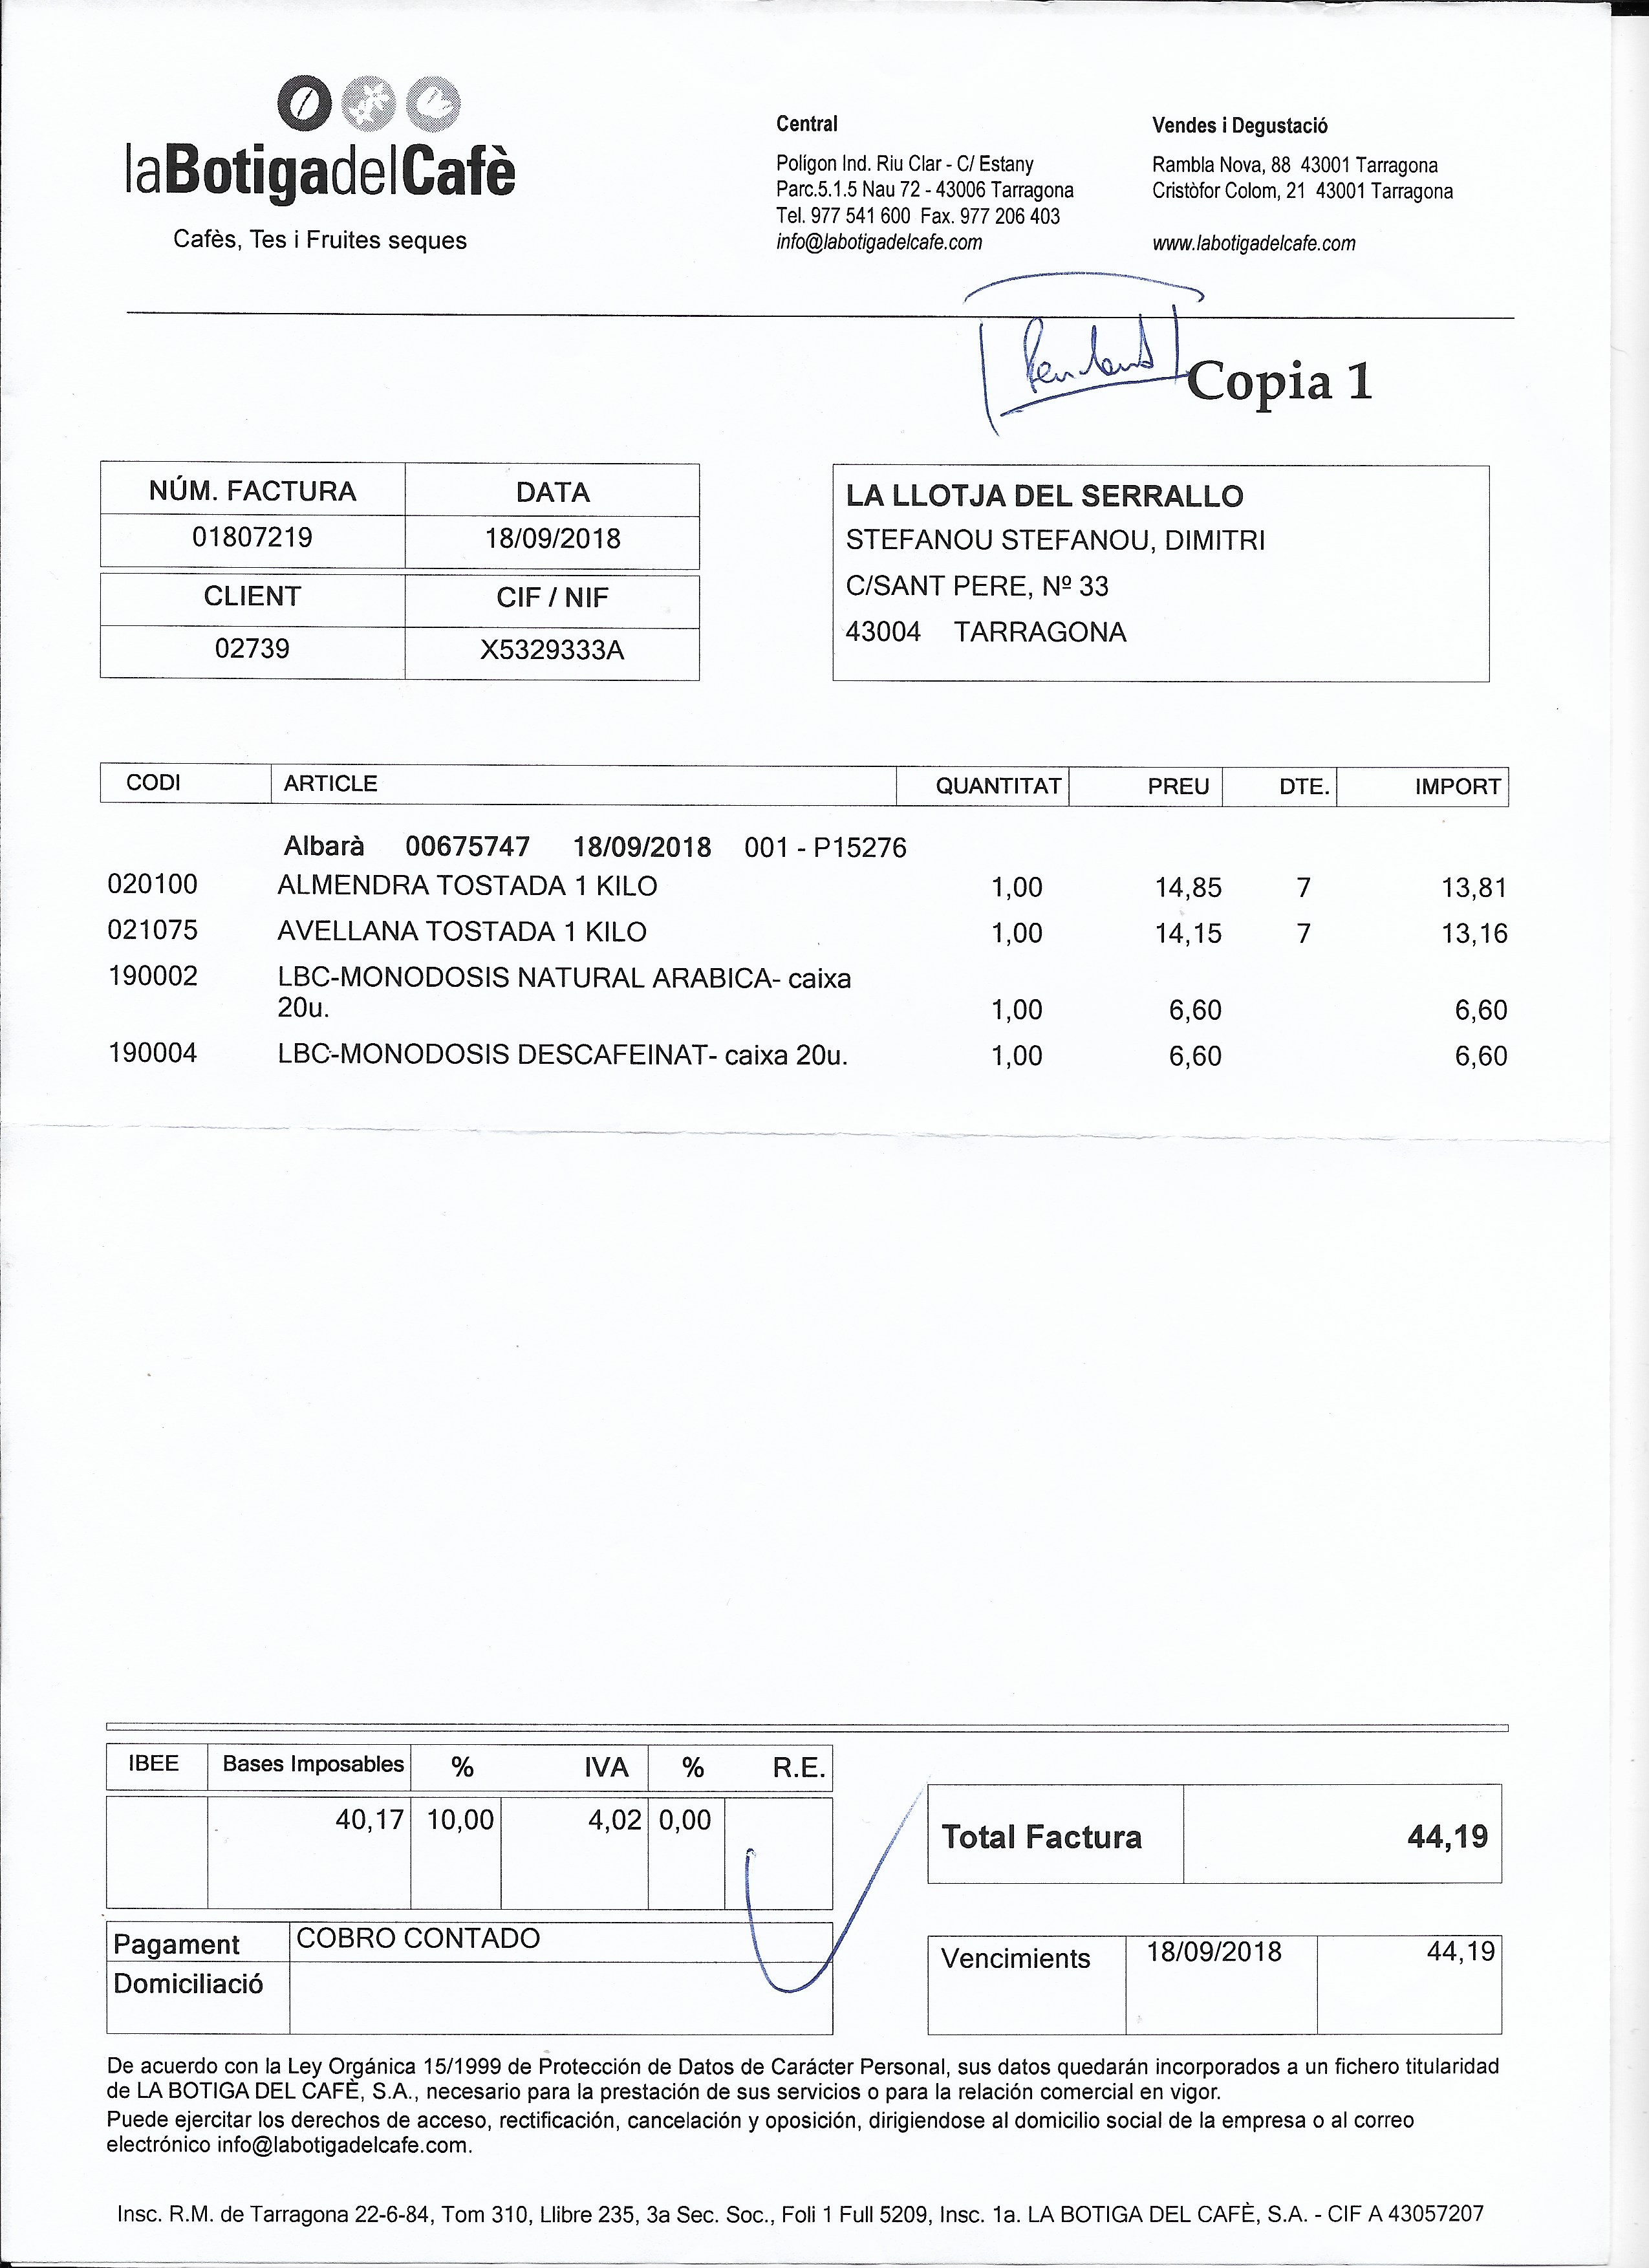 laBotigadelCafè
Cafès, Tes i Fruites seques
Central
Polígon Ind. Riu Clar - C/ Estany
Parc.5.1.5 Nau 72 - 43006 Tarragona
Tel. 977 541 600 Fax. 977 206 403
info@labotigadelcafe.com
Vendes i Degustació
Rambla Nova, 88 43001 Tarragona
Cristòfor Colom, 21 43001 Tarragona
www.labotigadelcafe.com
Copia 1
NÚM. FACTURA DATA
01807219 18/09/2018
CLIENT CIF / NIF
02739 X5329333A
LA LLOTJA DEL SERRALLO
STEFANOU STEFANOU, DIMITRI
C/SANT PERE, Nº 33
43004 TARRAGONA
CODI ARTICLE QUANTITAT PREU DTE. IMPORT
Albarà 00675747 18/09/2018 001 - P15276
020100 ALMENDRA TOSTADA 1 KILO 1,00 14,85 7 13,81
021075 AVELLANA TOSTADA 1 KILO 1,00 14,15 7 13,16
190002 LBC-MONODOSIS NATURAL ARABICA- caixa
20u. 1,00 6,60 6,60
190004 LBC-MONODOSIS DESCAFEINAT- caixa 20u. 1,00 6,60 6,60
IBEE Bases Imposables % IVA % R.E.
40,17 10,00 4,02 0,00
Total Factura 44,19
Pagament COBRO CONTADO
Domiciliació
Vencimients 18/09/2018 44,19
De acuerdo con la Ley Orgánica 15/1999 de Protección de Datos de Carácter Personal, sus datos quedarán incorporados a un fichero titularidad
de LA BOTIGA DEL CAFÈ, S.A., necesario para la prestación de sus servicios o para la relación comercial en vigor.
Puede ejercitar los derechos de acceso, rectificación, cancelación y oposición, dirigiendose al domicilio social de la empresa o al correo
electrónico info@labotigadelcafe.com.
Insc. R.M. de Tarragona 22-6-84, Tom 310, Llibre 235, 3a Sec. Soc., Foli 1 Full 5209, Insc. 1a. LA BOTIGA DEL CAFÈ, S.A. - CIF A 43057207